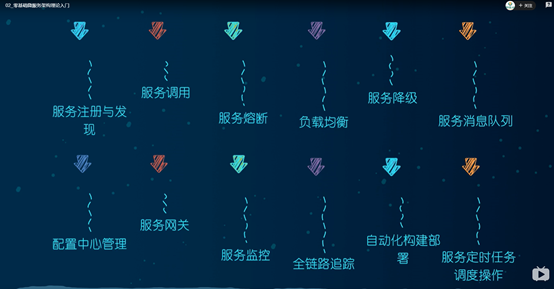 02_零基础微服务架构理论入门
+ 关注
服务注册与发
现
服务调用
服务熔断
负载均衡
服务降级
服务消息队列
配置中心管理
服务网关
服务监控
全链路追踪
自动化构建部
署
服务定时任务
调度操作